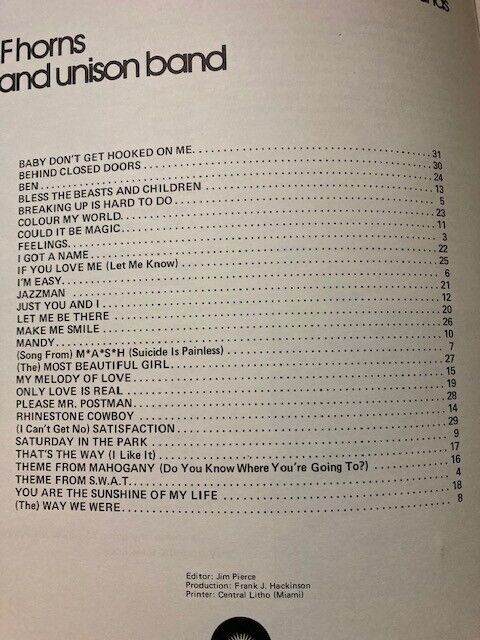 F horns
and unison band
BABY DON'T GET HOOKED ON ME. 31
BEHIND CLOSED DOORS 30
BEN 24
BLESS THE BEASTS AND CHILDREN 13
BREAKING UP IS HARD TO DO 5
COLOUR MY WORLD. 23
COULD IT BE MAGIC 11
FEELINGS. 3
I GOT A NAME 22
IF YOU LOVE ME (Let Me Know) 25
I'M EASY. 6
JAZZMAN 21
JUST YOU AND I 12
LET ME BE THERE 20
MAKE ME SMILE 26
MANDY 10
(Song From) M*A*S*H (Suicide Is Painless) 7
(The) MOST BEAUTIFUL GIRL 27
MY MELODY OF LOVE 15
ONLY LOVE IS REAL 19
PLEASE MR. POSTMAN 28
RHINESTONE COWBOY 14
(I Can't Get No) SATISFACTION 29
SATURDAY IN THE PARK 9
THAT'S THE WAY (I Like It) 17
THEME FROM MAHOGANY (Do You Know Where You're Going To?) 16
THEME FROM S.W.A.T. 4
YOU ARE THE SUNSHINE OF MY LIFE 18
(The) WAY WE WERE 8
Editor: Jim Pierce
Production: Frank J. Hackinson
Printer: Central Litho (Miami)